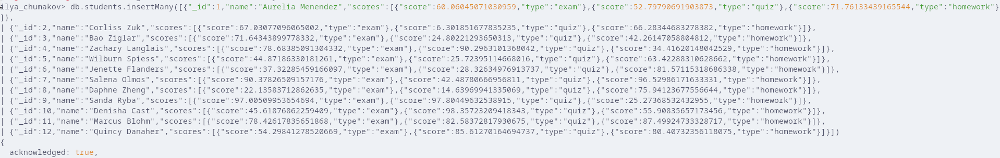 ilya_chumakov> db.students.insertMany([{"_id":1,"name":"Aurelia Menendez","scores":[{"score":60.06045071030959,"type":"exam"},{"score":52.79790691903873,"type":"quiz"},{"score":71.76133439165544,"type":"homework"}
]},
| {"_id":2,"name":"Corliss Zuk","scores":[{"score":67.03077096065002,"type":"exam"},{"score":6.301851677835235,"type":"quiz"},{"score":66.28344683278382,"type":"homework"}]},
| {"_id":3,"name":"Bao Ziglar","scores":[{"score":71.64343899778332,"type":"exam"},{"score":24.80221293650313,"type":"quiz"},{"score":42.26147058804812,"type":"homework"}]},
| {"_id":4,"name":"Zachary Langlais","scores":[{"score":78.68385091304332,"type":"exam"},{"score":90.2963101368042,"type":"quiz"},{"score":34.41620148042529,"type":"homework"}]},
| {"_id":5,"name":"Wilburn Spiess","scores":[{"score":44.87186330181261,"type":"exam"},{"score":25.72395114668016,"type":"quiz"},{"score":63.42288310628662,"type":"homework"}]},
| {"_id":6,"name":"Jenette Flanders","scores":[{"score":37.32285459166097,"type":"exam"},{"score":28.32634976913737,"type":"quiz"},{"score":81.57115318686338,"type":"homework"}]},
| {"_id":7,"name":"Salena Olmos","scores":[{"score":90.37826509157176,"type":"exam"},{"score":42.48780666956811,"type":"quiz"},{"score":96.52986171633331,"type":"homework"}]},
| {"_id":8,"name":"Daphne Zheng","scores":[{"score":22.13583712862635,"type":"exam"},{"score":14.63969941335069,"type":"quiz"},{"score":75.94123677556644,"type":"homework"}]},
| {"_id":9,"name":"Sanda Ryba","scores":[{"score":97.00509953654694,"type":"exam"},{"score":97.80449632538915,"type":"quiz"},{"score":25.27368532432955,"type":"homework"}]},
| {"_id":10,"name":"Denisha Cast","scores":[{"score":45.61876862259409,"type":"exam"},{"score":98.35723209418343,"type":"quiz"},{"score":55.90835657173456,"type":"homework"}]},
| {"_id":11,"name":"Marcus Blohm","scores":[{"score":78.42617835651868,"type":"exam"},{"score":82.58372817930675,"type":"quiz"},{"score":87.49924733328717,"type":"homework"}]},
| {"_id":12,"name":"Quincy Danaher","scores":[{"score":54.29841278520669,"type":"exam"},{"score":85.61270164694737,"type":"quiz"},{"score":80.40732356118075,"type":"homework"}]}])
{
  acknowledged: true,